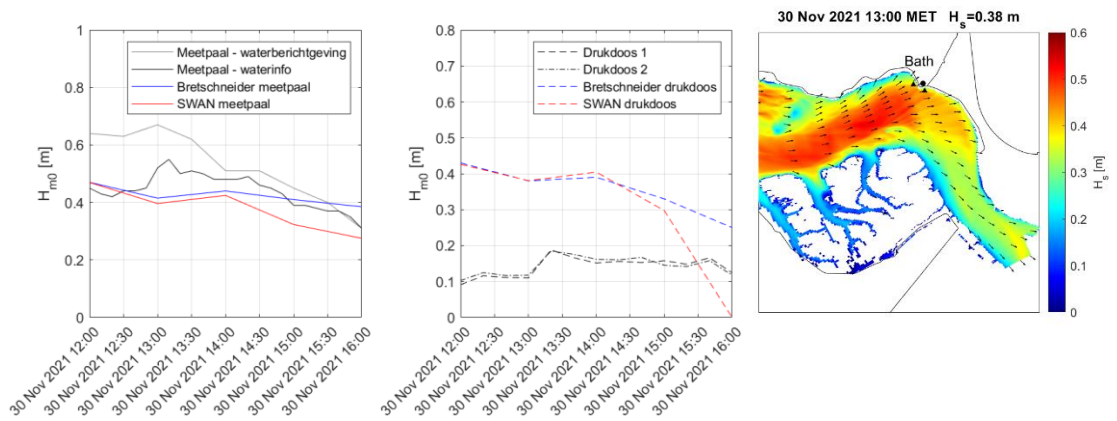 1
0.8
0.6
0.4
0.2
0
H_m0 [m]
Meetpaal - waterberichtgeving
Meetpaal - waterinfo
Bretschneider meetpaal
SWAN meetpaal
30 Nov 2021 12:00
30 Nov 2021 12:30
30 Nov 2021 13:00
30 Nov 2021 13:30
30 Nov 2021 14:00
30 Nov 2021 14:30
30 Nov 2021 15:00
30 Nov 2021 15:30
30 Nov 2021 16:00
0.8
0.7
0.6
0.5
0.4
0.3
0.2
0.1
0
H_m0 [m]
Drukdoos 1
Drukdoos 2
Bretschneider drukdoos
SWAN drukdoos
30 Nov 2021 12:00
30 Nov 2021 12:30
30 Nov 2021 13:00
30 Nov 2021 13:30
30 Nov 2021 14:00
30 Nov 2021 14:30
30 Nov 2021 15:00
30 Nov 2021 15:30
30 Nov 2021 16:00
30 Nov 2021 13:00 MET H_s=0.38 m
Bath
0.6
0.5
0.4
0.3
0.2
0.1
0
H_s [m]